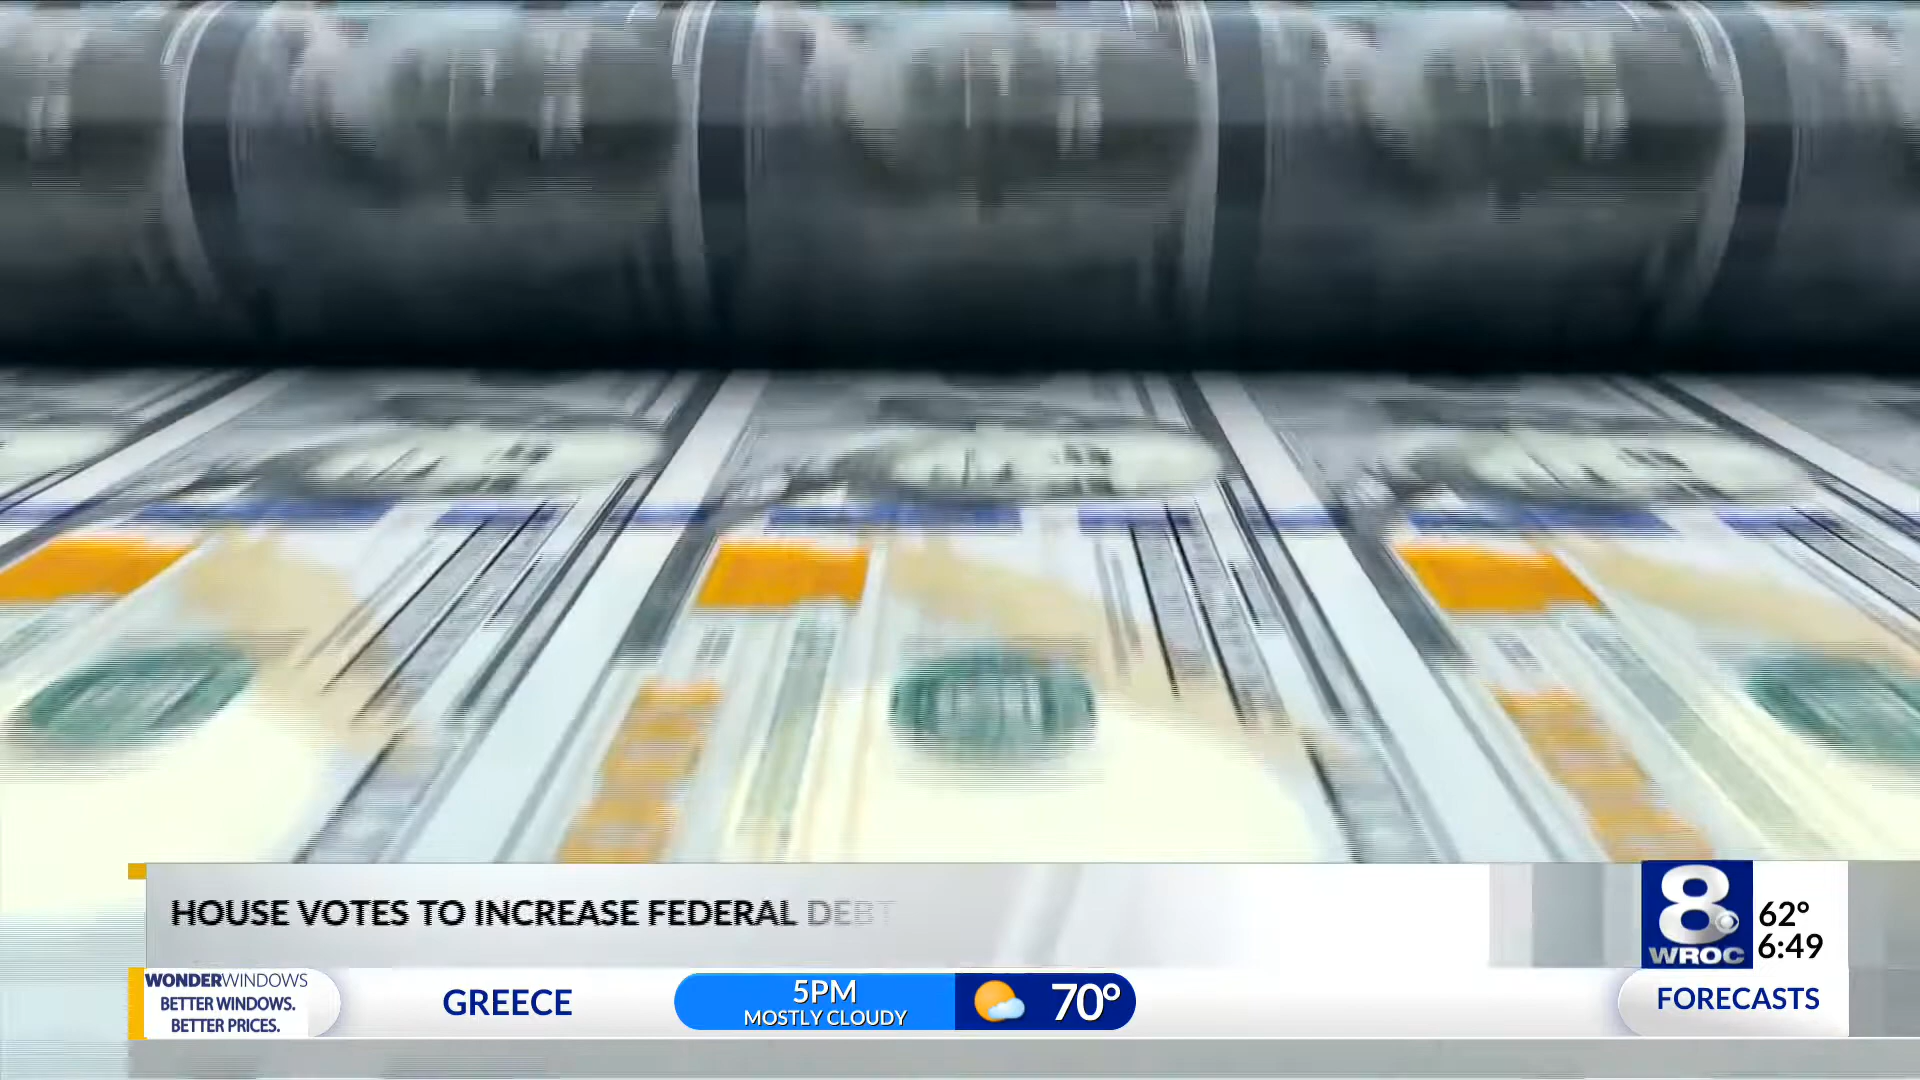 HOUSE VOTES TO INCREASE FEDERAL DEBT
8
WROC
62°
6:49
WONDERWINDOWS
BETTER WINDOWS.
BETTER PRICES.
GREECE
5PM
MOSTLY CLOUDY
70°
FORECASTS